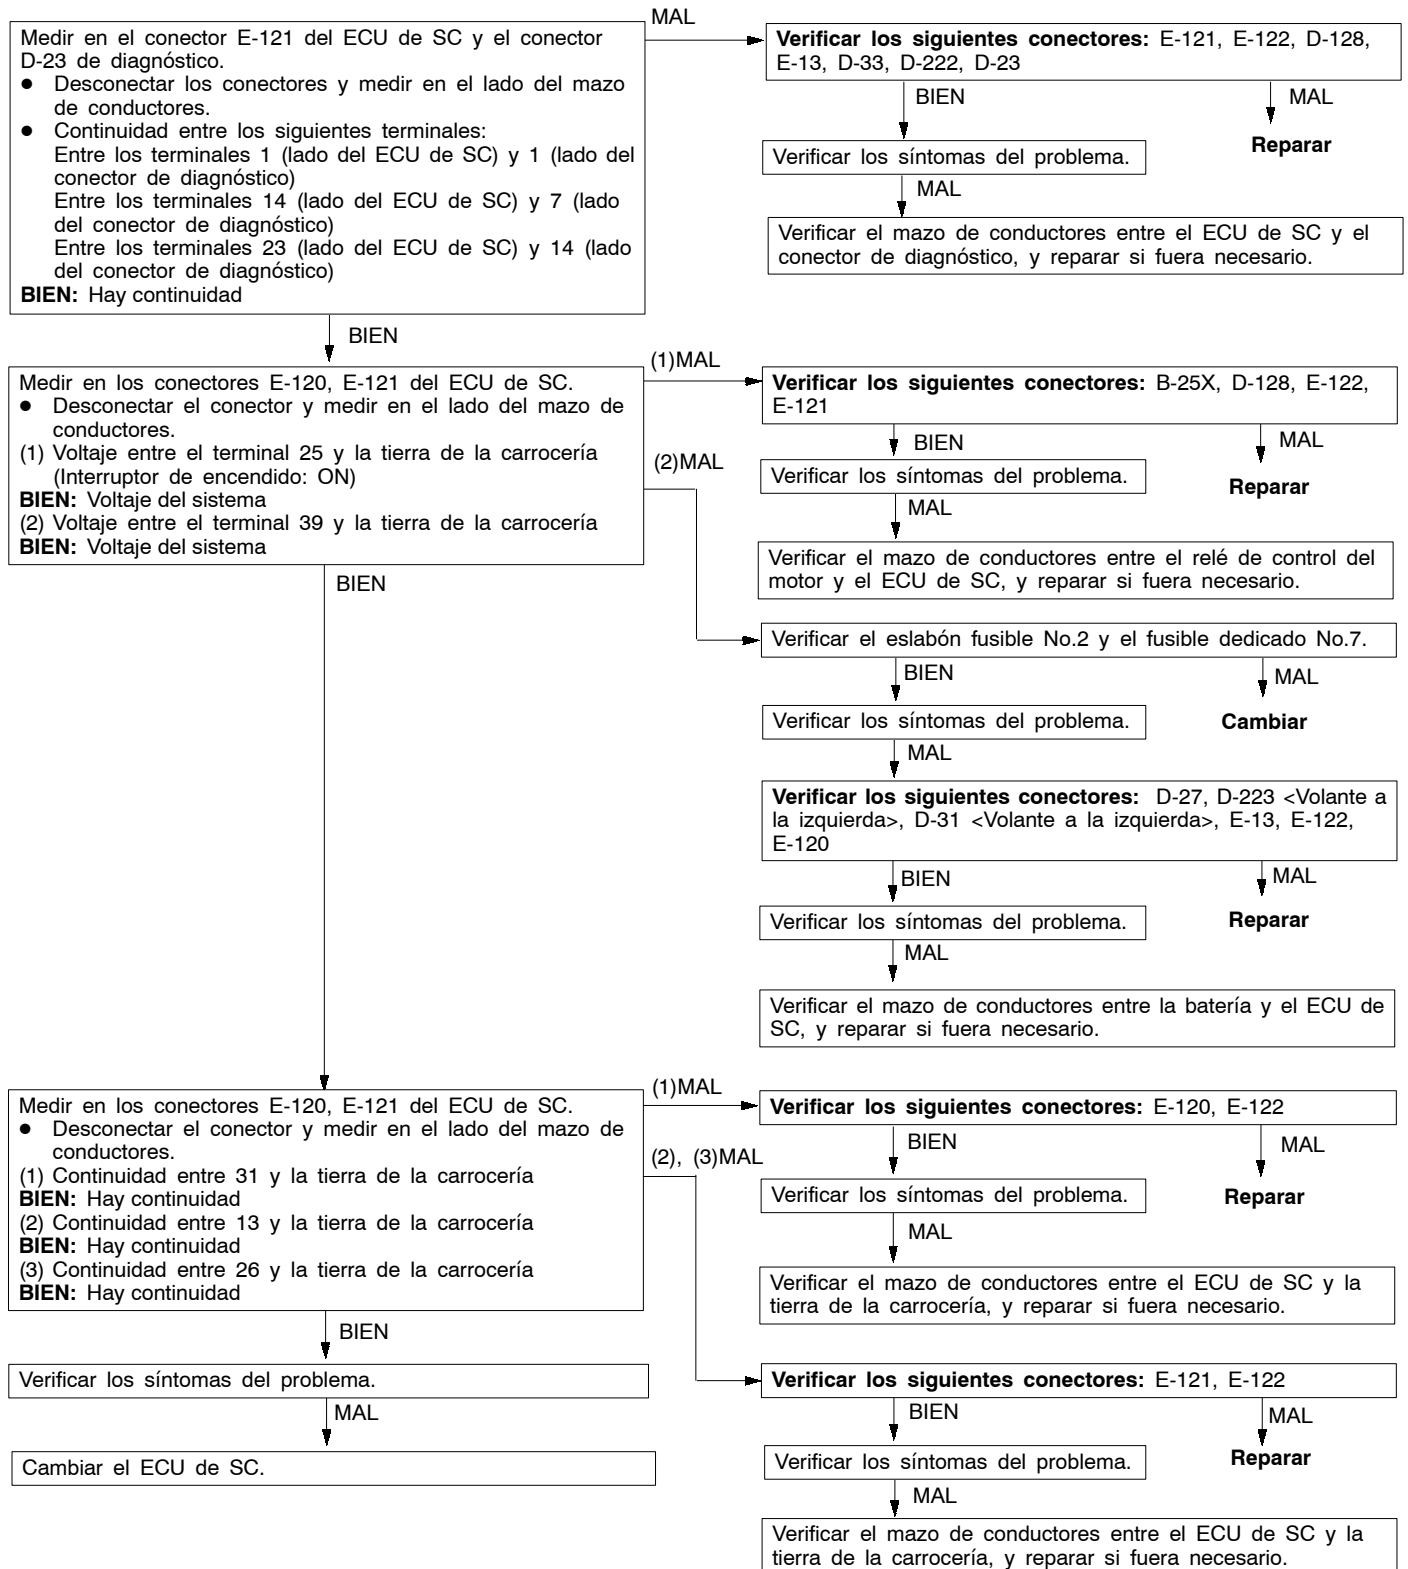 MAL
Medir en el conector E-121 del ECU de SC y el conector
D-23 de diagnóstico.
● Desconectar los conectores y medir en el lado del mazo
de conductores.
● Continuidad entre los siguientes terminales:
Entre los terminales 1 (lado del ECU de SC) y 1 (lado del
conector de diagnóstico)
Entre los terminales 14 (lado del ECU de SC) y 7 (lado
del conector de diagnóstico)
Entre los terminales 23 (lado del ECU de SC) y 14 (lado
del conector de diagnóstico)
BIEN: Hay continuidad
Verificar los siguientes conectores: E-121, E-122, D-128,
E-13, D-33, D-222, D-23
BIEN
MAL
Reparar
Verificar los síntomas del problema.
MAL
Verificar el mazo de conductores entre el ECU de SC y el
conector de diagnóstico, y reparar si fuera necesario.
BIEN
Medir en los conectores E-120, E-121 del ECU de SC.
● Desconectar el conector y medir en el lado del mazo de
conductores.
(1) Voltaje entre el terminal 25 y la tierra de la carrocería
(Interruptor de encendido: ON)
BIEN: Voltaje del sistema
(2) Voltaje entre el terminal 39 y la tierra de la carrocería
BIEN: Voltaje del sistema
(1)MAL
Verificar los siguientes conectores: B-25X, D-128, E-122,
E-121
BIEN
MAL
Verificar los síntomas del problema.
Reparar
MAL
Verificar el mazo de conductores entre el relé de control del
motor y el ECU de SC, y reparar si fuera necesario.
(2)MAL
Verificar el eslabón fusible No.2 y el fusible dedicado No.7.
BIEN
MAL
Verificar los síntomas del problema.
Cambiar
MAL
Verificar los siguientes conectores: D-27, D-223 <Volante a
la izquierda>, D-31 <Volante a la izquierda>, E-13, E-122,
E-120
BIEN
MAL
Verificar los síntomas del problema.
Reparar
MAL
Verificar el mazo de conductores entre la batería y el ECU de
SC, y reparar si fuera necesario.
BIEN
Medir en los conectores E-120, E-121 del ECU de SC.
● Desconectar el conector y medir en el lado del mazo de
conductores.
(1) Continuidad entre 31 y la tierra de la carrocería
BIEN: Hay continuidad
(2) Continuidad entre 13 y la tierra de la carrocería
BIEN: Hay continuidad
(3) Continuidad entre 26 y la tierra de la carrocería
BIEN: Hay continuidad
(1)MAL
Verificar los siguientes conectores: E-120, E-122
BIEN
MAL
Verificar los síntomas del problema.
Reparar
MAL
Verificar el mazo de conductores entre el ECU de SC y la
tierra de la carrocería, y reparar si fuera necesario.
(2), (3)MAL
Verificar los siguientes conectores: E-121, E-122
BIEN
MAL
Verificar los síntomas del problema.
Reparar
MAL
Verificar el mazo de conductores entre el ECU de SC y la
tierra de la carrocería, y reparar si fuera necesario.
BIEN
Verificar los síntomas del problema.
MAL
Cambiar el ECU de SC.